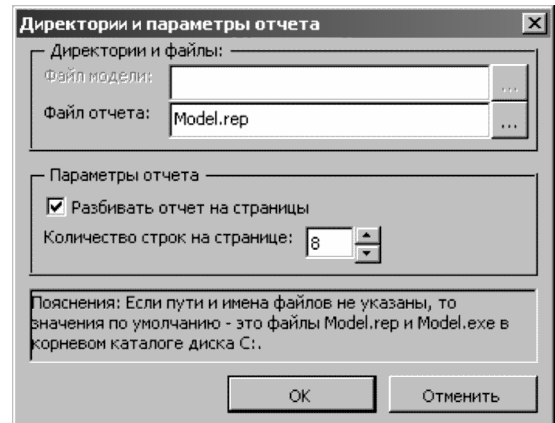 Директории и параметры отчета
Директории и файлы:
Файл модели:
...
Файл отчета: Model.rep ...
Параметры отчета
Разбивать отчет на страницы
Количество строк на странице: 8
Пояснения: Если пути и имена файлов не указаны, то
значения по умолчанию - это файлы Model.rep и Model.exe в
корневом каталоге диска C:.
OK Отменить